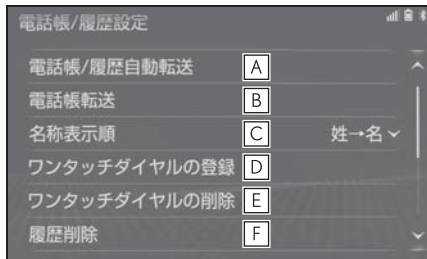 電話帳/履歴設定
電話帳/履歴自動転送 A
電話帳転送 B
名称表示順 C 姓→名
ワンタッチダイヤルの登録 D
ワンタッチダイヤルの削除 E
履歴削除 F